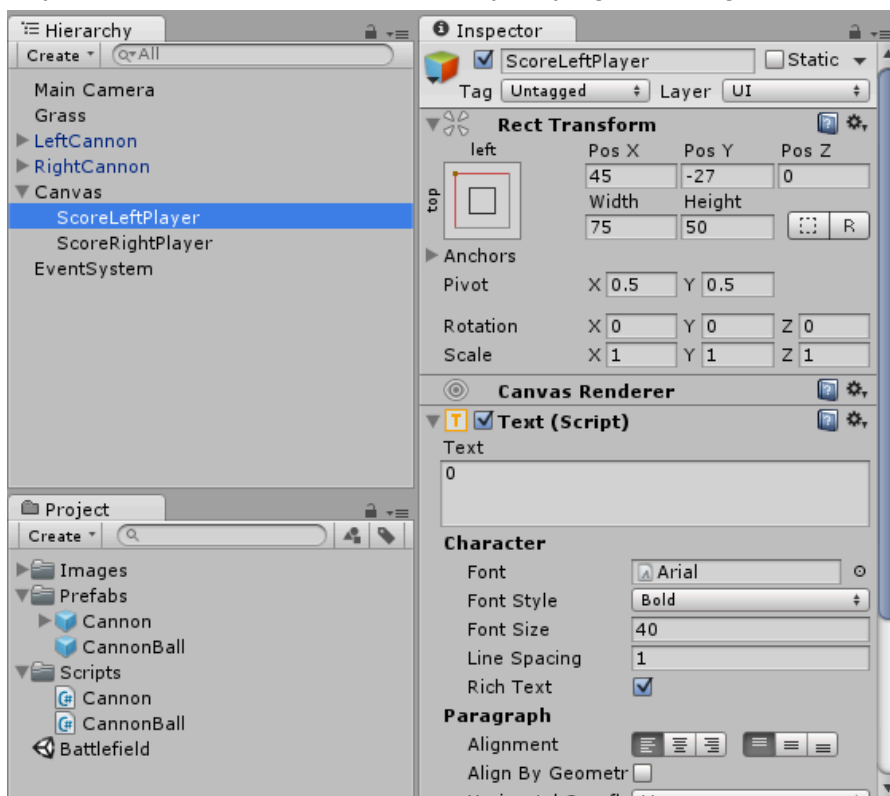 Hierarchy
Create All
Main Camera
Grass
LeftCannon
RightCannon
Canvas
ScoreLeftPlayer
ScoreRightPlayer
EventSystem
Project
Create
Images
Prefabs
Cannon
CannonBall
Scripts
Cannon
CannonBall
Battlefield
Inspector
ScoreLeftPlayer Static
Tag Untagged Layer UI
Rect Transform
left Pos X Pos Y Pos Z
45 -27 0
top Width Height
75 50 R
Anchors
Pivot X 0.5 Y 0.5
Rotation X 0 Y 0 Z 0
Scale X 1 Y 1 Z 1
Canvas Renderer
T Text (Script)
Text
0
Character
Font Arial
Font Style Bold
Font Size 40
Line Spacing 1
Rich Text
Paragraph
Alignment
Align By Geometr